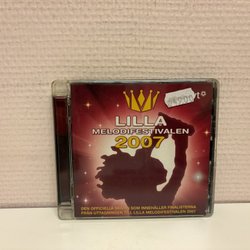 LILLA
MELODIFESTIVALEN
2007
DEN OFFICIELLA SKIVAN SOM INNEHÅLLER FINALISTERNA
FRÅN UTTAGNINGEN TILL LILLA MELODIFESTIVALEN 2007